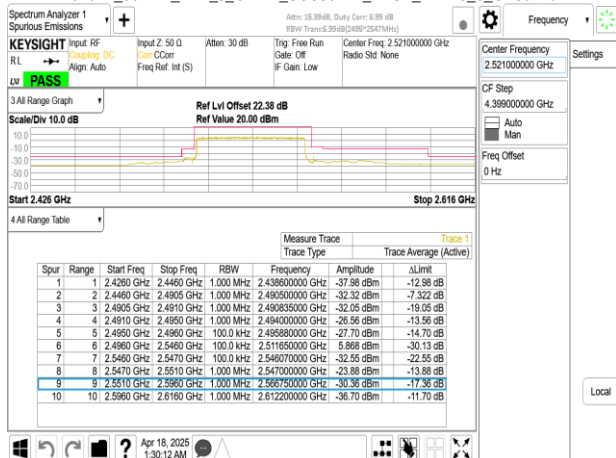 Spectrum Analyzer 1
Spurious Emissions
Attn: 15.39dB, Duty Corr: 6.99 dB
RBW Trans:6.99dB(2495~2547MHz)
Frequency
KEYSIGHT
RL
LXI
PASS
Input: RF
Coupling: DC
Align: Auto
Input Z: 50 Ω
Corr CCorr
Freq Ref: Int (S)
Atten: 30 dB
Trig: Free Run
Gate: Off
IF Gain: Low
Center Freq: 2.521000000 GHz
Radio Std: None
Center Frequency
2.521000000 GHz
Settings
CF Step
4.399000000 GHz
Auto
Man
Freq Offset
0 Hz
3 All Range Graph
Scale/Div 10.0 dB
Ref Lvl Offset 22.38 dB
Ref Value 20.00 dBm
10.0
-10.0
-30.0
-50.0
-70.0
Start 2.426 GHz
Stop 2.616 GHz
4 All Range Table
Measure Trace Trace 1
Trace Type Trace Average (Active)
Spur Range Start Freq Stop Freq RBW Frequency Amplitude ΔLimit
1 1 2.4260 GHz 2.4460 GHz 1.000 MHz 2.438600000 GHz -37.98 dBm -12.98 dB
2 2 2.4460 GHz 2.4905 GHz 1.000 MHz 2.490500000 GHz -32.32 dBm -7.322 dB
3 3 2.4905 GHz 2.4910 GHz 1.000 MHz 2.490835000 GHz -32.05 dBm -19.05 dB
4 4 2.4910 GHz 2.4950 GHz 1.000 MHz 2.494000000 GHz -26.56 dBm -13.56 dB
5 5 2.4950 GHz 2.4960 GHz 100.0 kHz 2.495880000 GHz -27.70 dBm -14.70 dB
6 6 2.4960 GHz 2.5460 GHz 100.0 kHz 2.511650000 GHz 5.868 dBm -30.13 dB
7 7 2.5460 GHz 2.5470 GHz 100.0 kHz 2.546070000 GHz -32.55 dBm -22.55 dB
8 8 2.5470 GHz 2.5510 GHz 1.000 MHz 2.547000000 GHz -23.88 dBm -13.88 dB
9 9 2.5510 GHz 2.5960 GHz 1.000 MHz 2.566750000 GHz -30.36 dBm -17.36 dB
10 10 2.5960 GHz 2.6160 GHz 1.000 MHz 2.612200000 GHz -36.70 dBm -11.70 dB
Local
?
Apr 18, 2025
1:30:12 AM